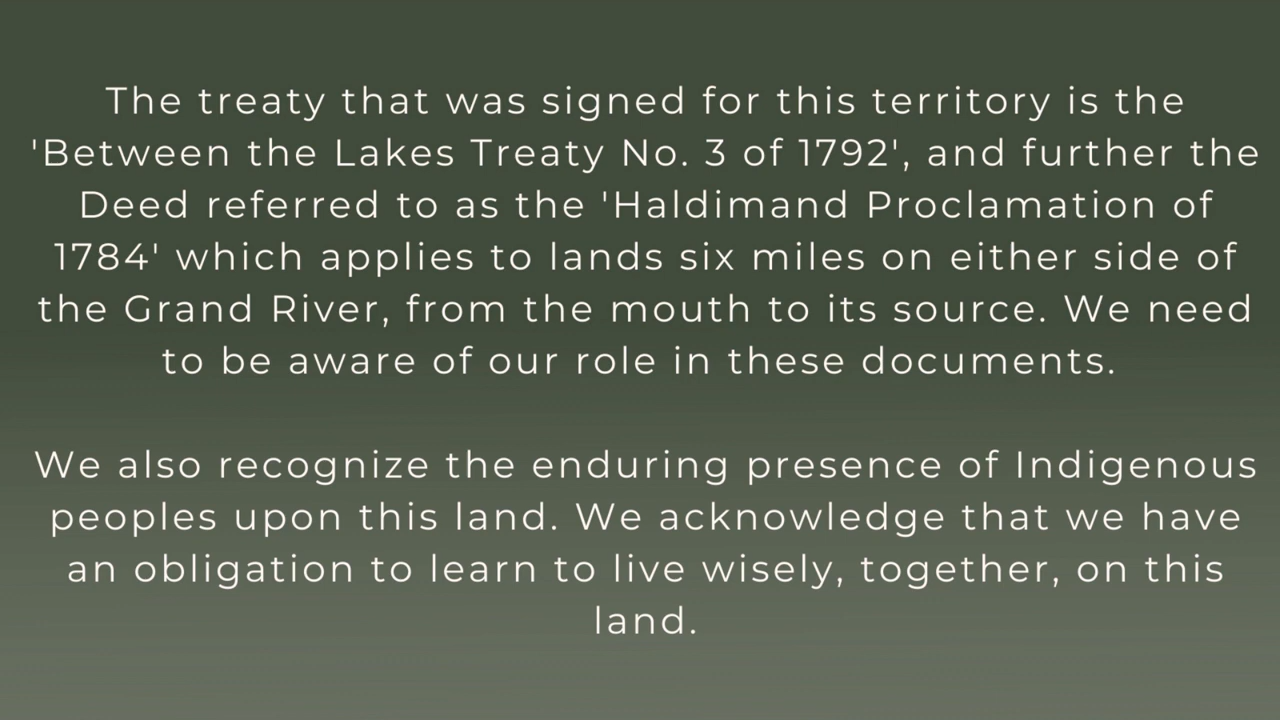 The treaty that was signed for this territory is the
'Between the Lakes Treaty No. 3 of 1792', and further the
Deed referred to as the 'Haldimand Proclamation of
1784' which applies to lands six miles on either side of
the Grand River, from the mouth to its source. We need
to be aware of our role in these documents.
We also recognize the enduring presence of Indigenous
peoples upon this land. We acknowledge that we have
an obligation to learn to live wisely, together, on this
land.